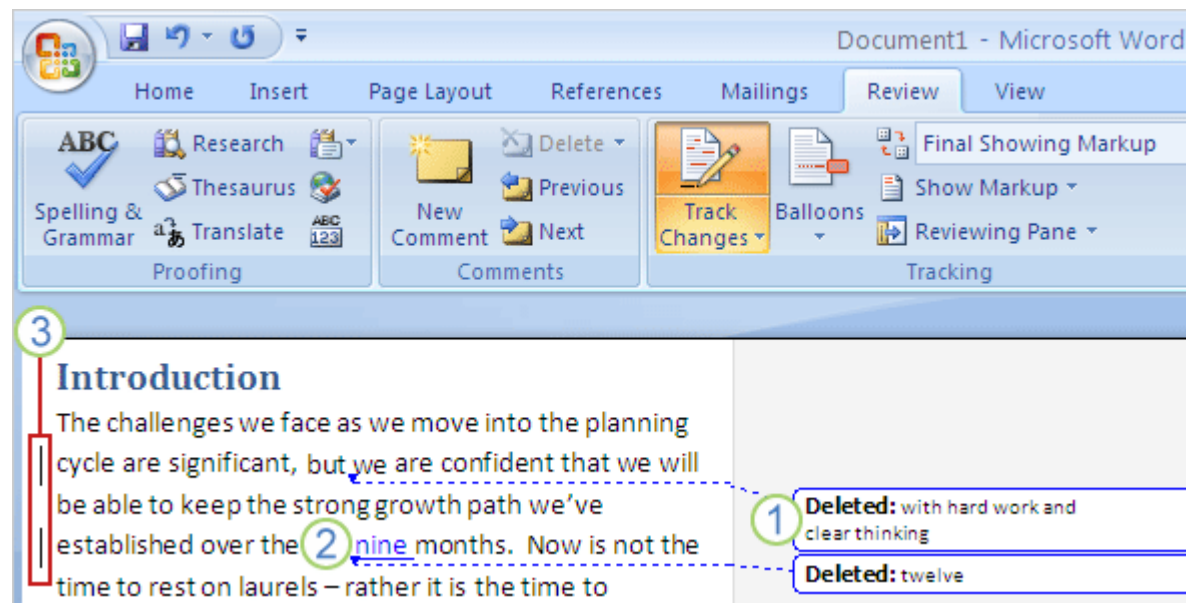 Document1 - Microsoft Word
Home Insert Page Layout References Mailings Review View
ABC Research Delete Final Showing Markup
Thesaurus Previous Show Markup
Spelling & Grammar Translate ABC 123 New Comment Next Track Changes Balloons Reviewing Pane
Proofing Comments Tracking
3
Introduction
The challenges we face as we move into the planning
cycle are significant, but we are confident that we will
be able to keep the strong growth path we've
1 Deleted: with hard work and
clear thinking
established over the 2 nine months. Now is not the
Deleted: twelve
time to rest on laurels – rather it is the time to